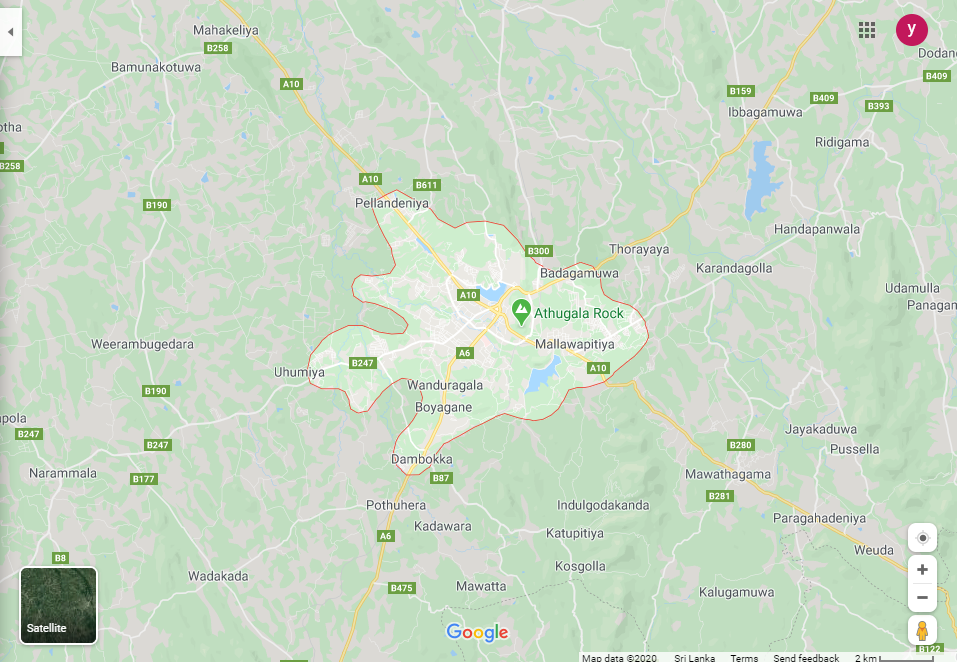 Mahakeliya
B258
y
Dodan
B409
Bamunakotuwa
A10
B159
B409
B393
Ibbagamuwa
otha
Ridigama
B258
A10
B611
B190
Pellandeniya
Handapanwala
B300
Thorayaya
Badagamuwa
Karandagolla
A10
Udamulla
Panagam
Athugala Rock
Weerambugedara
Mallawapitiya
A6
B247
Uhumiya
A10
Wanduragala
B190
Boyagane
apola
B247
Jayakaduwa
B247
B280
Pussella
Dambokka
Narammala
B177
B87
Mawathagama
B281
Pothuhera
Indulgodakanda
Paragahadeniya
Kadawara
Katupitiya
A6
Weuda
B8
Kosgolla
Wadakada
B475
Mawatta
Kalugamuwa
Satellite
Google
B122
Map data ©2020 Sri Lanka Terms Send feedback 2 km